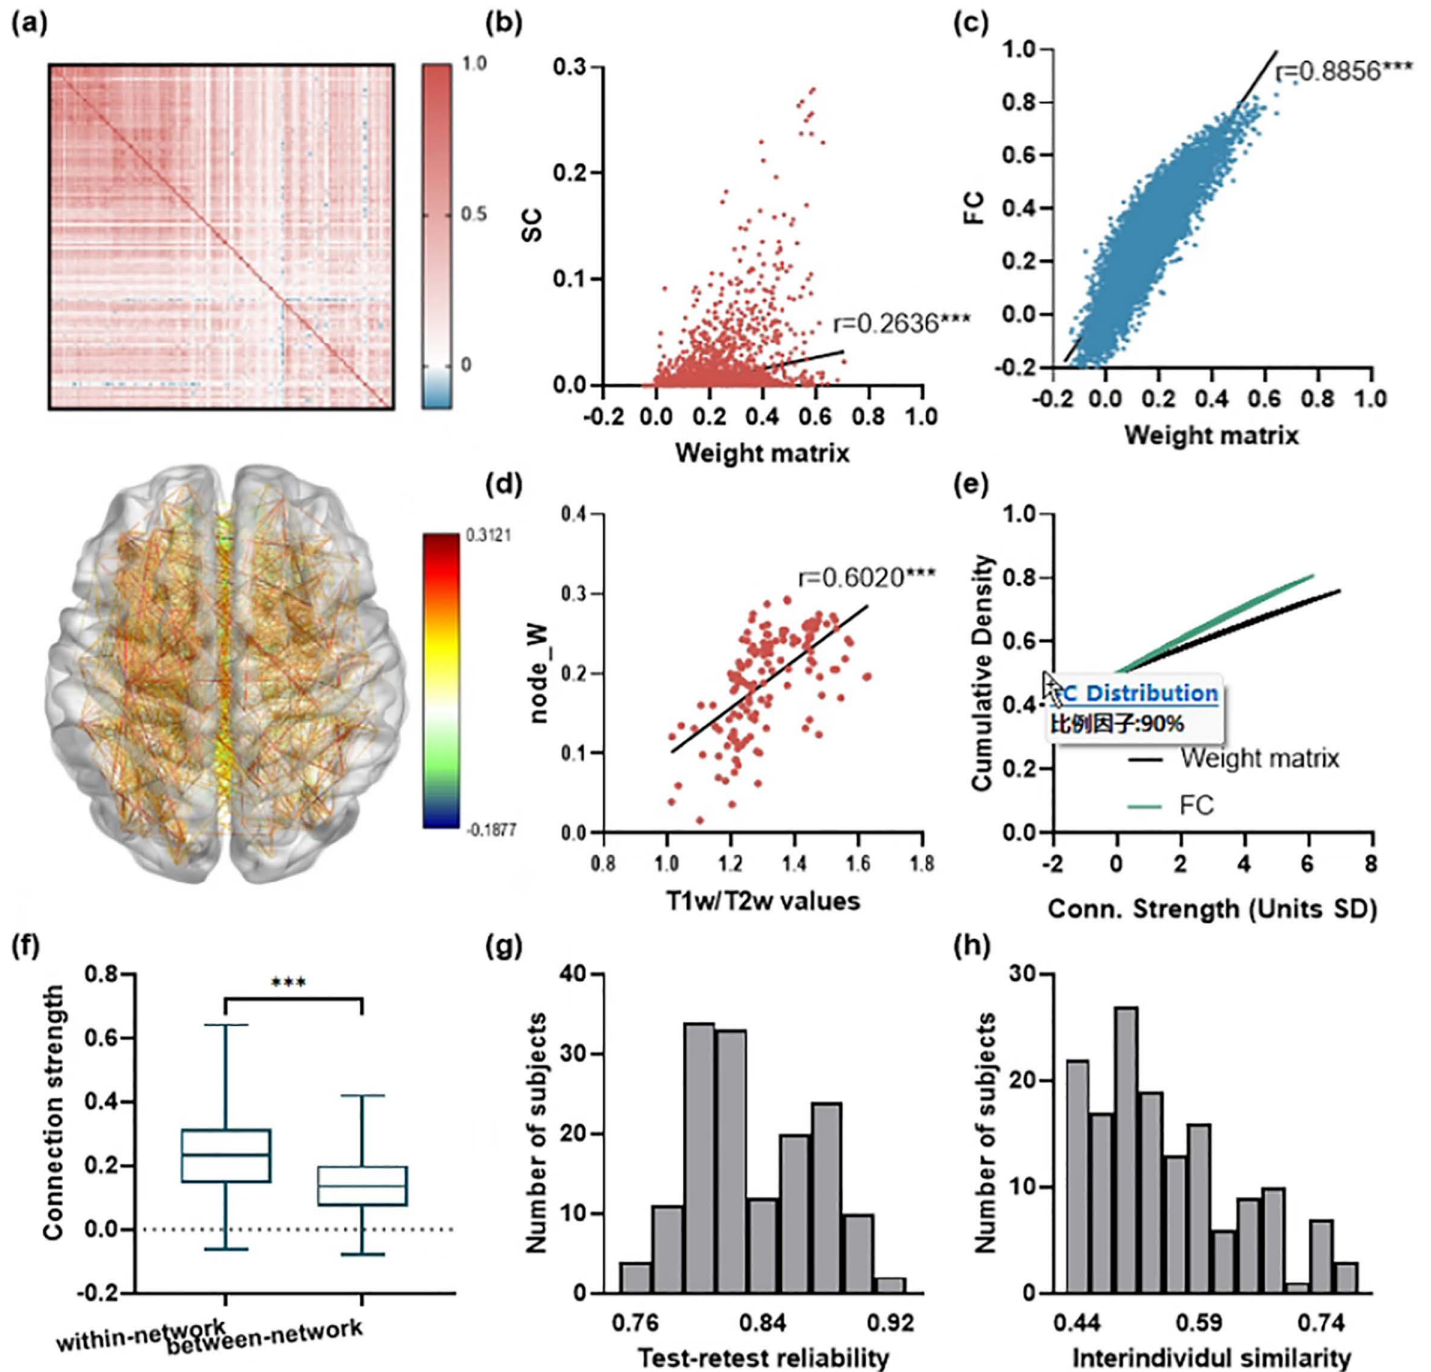 (a)
1.0
0.5
0
0.3121
-0.1877
(b)
0.3
0.2
0.1
0.0
SC
r=0.2636***
-0.2 0.0 0.2 0.4 0.6 0.8 1.0
Weight matrix
(c)
1.0
0.8
0.6
0.4
0.2
0.0
-0.2
FC
r=0.8856***
-0.2 0.0 0.2 0.4 0.6 0.8 1.0
Weight matrix
(d)
0.4
0.3
0.2
0.1
0.0
node_W
r=0.6020***
0.8 1.0 1.2 1.4 1.6 1.8
T1w/T2w values
(e)
1.0
0.8
0.6
0.4
0.2
0.0
Cumulative Density
C Distribution
比例因子:90%
Weight matrix
FC
-2 0 2 4 6 8
Conn. Strength (Units SD)
(f)
0.8
0.6
0.4
0.2
0.0
-0.2
Connection strength
***
within-network
between-network
(g)
40
30
20
10
0
Number of subjects
0.76 0.84 0.92
Test-retest reliability
(h)
30
20
10
0
Number of subjects
0.44 0.59 0.74
Interindividul similarity